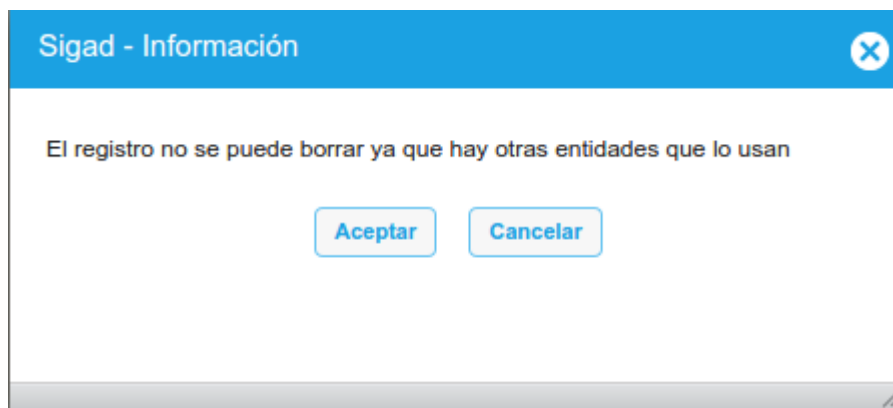 Sigad - Información
El registro no se puede borrar ya que hay otras entidades que lo usan
Aceptar Cancelar